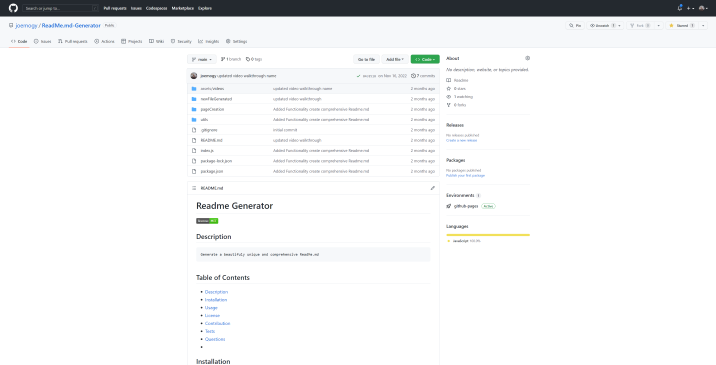 Search or jump to...
Pull requests Issues Codespaces Marketplace Explore
joemogy / ReadMe.md-Generator Public
Pin Unwatch 1 Fork 0 Starred
Code Issues Pull requests Actions Projects Wiki Security Insights Settings
main 1 branch 0 tags Go to file Add file Code
joemogy updated video walkthrough name on Nov 18, 2022 7 commits
assets/videos updated video walkthrough name 2 months ago
newFileGenerated updated video walkthrough 2 months ago
pageCreation Added Functionality create comprehensive Readme.md 2 months ago
utils Added Functionality create comprehensive Readme.md 2 months ago
.gitignore Initial commit 2 months ago
README.md updated video walkthrough 2 months ago
index.js Added Functionality create comprehensive Readme.md 2 months ago
package-lock.json Added Functionality create comprehensive Readme.md 2 months ago
package.json Added Functionality create comprehensive Readme.md 2 months ago
README.md
Readme Generator
Description
Generate a beautifuly unique and comprehensive ReadMe.md
Table of Contents
Description
Installation
Usage
License
Contribution
Tests
Questions
Installation
About
No description, website, or topics provided.
Readme
0 stars
1 watching
0 forks
Releases
No releases published
Create a new release
Packages
No packages published
Publish your first package
Environments 1
github-pages Active
Languages
JavaScript 100.0%